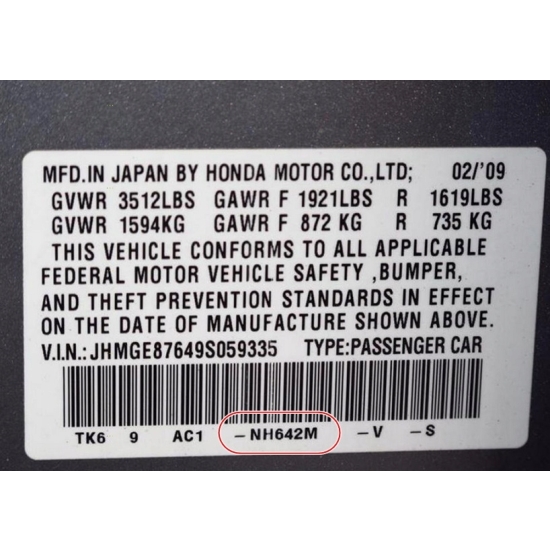 MFD.IN JAPAN BY HONDA MOTOR CO.,LTD; 02/'09
GVWR 3512LBS GAWR F 1921LBS R 1619LBS
GVWR 1594KG GAWR F 872 KG R 735 KG
THIS VEHICLE CONFORMS TO ALL APPLICABLE
FEDERAL MOTOR VEHICLE SAFETY ,BUMPER,
AND THEFT PREVENTION STANDARDS IN EFFECT
ON THE DATE OF MANUFACTURE SHOWN ABOVE.
V.I.N.:JHMGE87649S059335 TYPE:PASSENGER CAR
TK6 9 AC1 -NH642M -V -S